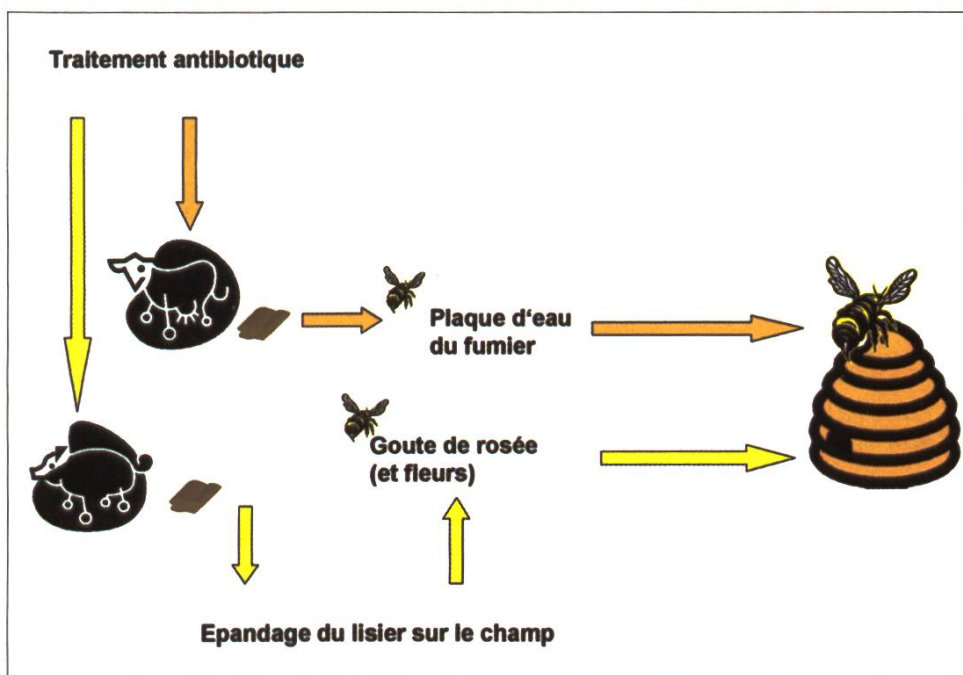 Traitement antibiotique
Plaque d'eau
du fumier
Goute de rosée
(et fleurs)
Epandage du lisier sur le champ